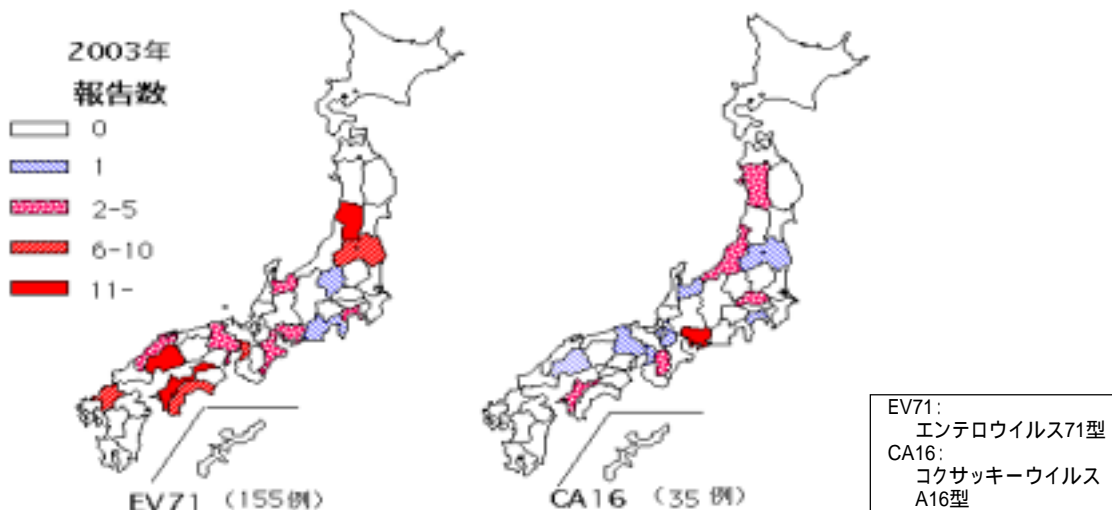 2003年
報告数
0
1
2-5
6-10
11-
EV71 (155例)
CA16 (35例)
EV71:
エンテロウイルス71型
CA16:
コクサッキーウイルス
A16型